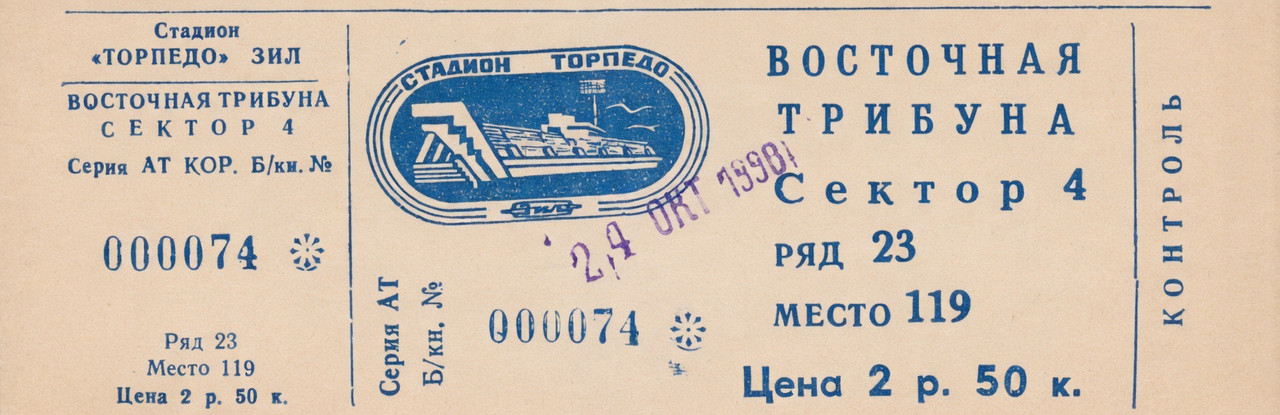 Стадион
«ТОРПЕДО» ЗИЛ
ВОСТОЧНАЯ ТРИБУНА
СЕКТОР 4
Серия АТ КОР. Б/кн. №
000074
Ряд 23
Место 119
Цена 2 р. 50 к.
СТАДИОН ТОРПЕДО
ЗИЛ
24 ОКТ 1990
Серия АТ
Б/кн. №
000074
ВОСТОЧНАЯ
ТРИБУНА
Сектор 4
РЯД 23
МЕСТО 119
Цена 2 р. 50 к.
КОНТРОЛЬ